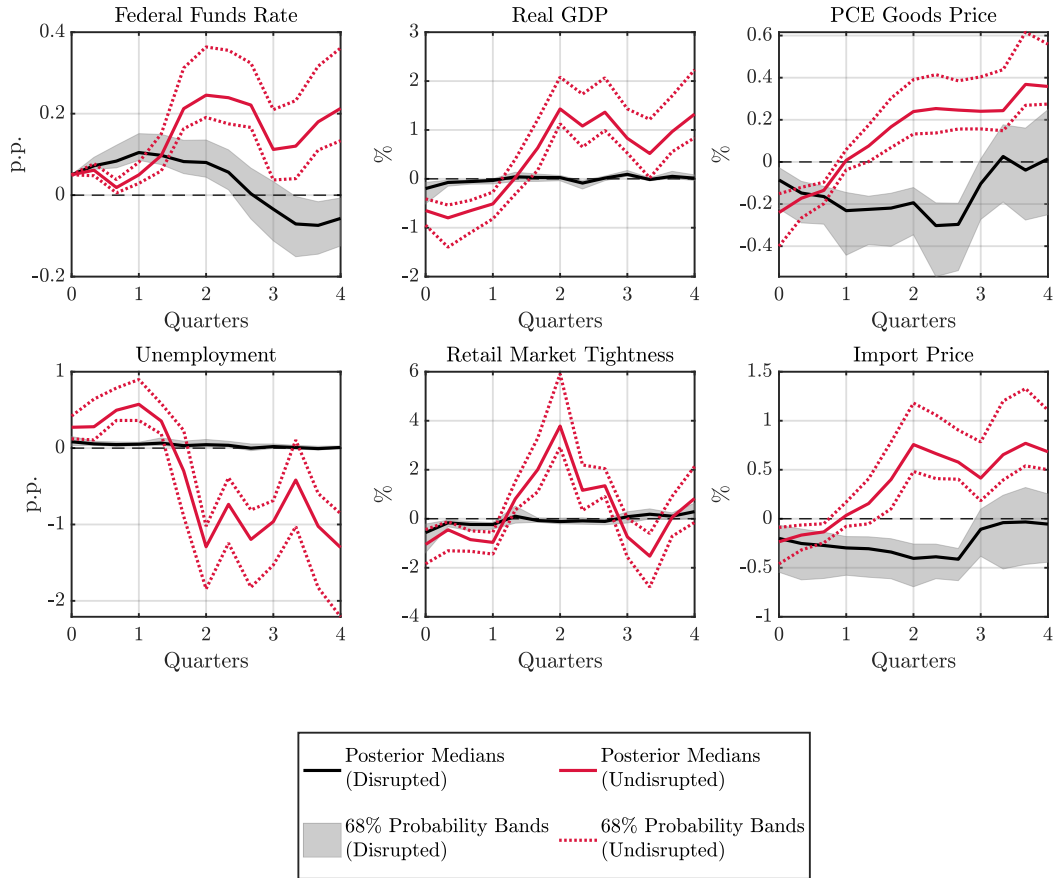 Federal Funds Rate
0.4
0.2
0
-0.2
p.p.
0 1 2 3 4
Quarters
Real GDP
3
2
1
0
-1
-2
%
0 1 2 3 4
Quarters
PCE Goods Price
0.6
0.4
0.2
0
-0.2
-0.4
%
0 1 2 3 4
Quarters
Unemployment
1
0
-1
-2
p.p.
0 1 2 3 4
Quarters
Retail Market Tightness
6
4
2
0
-2
-4
%
0 1 2 3 4
Quarters
Import Price
1.5
1
0.5
0
-0.5
-1
%
0 1 2 3 4
Quarters
Posterior Medians
(Disrupted)
Posterior Medians
(Undisrupted)
68% Probability Bands
(Disrupted)
68% Probability Bands
(Undisrupted)